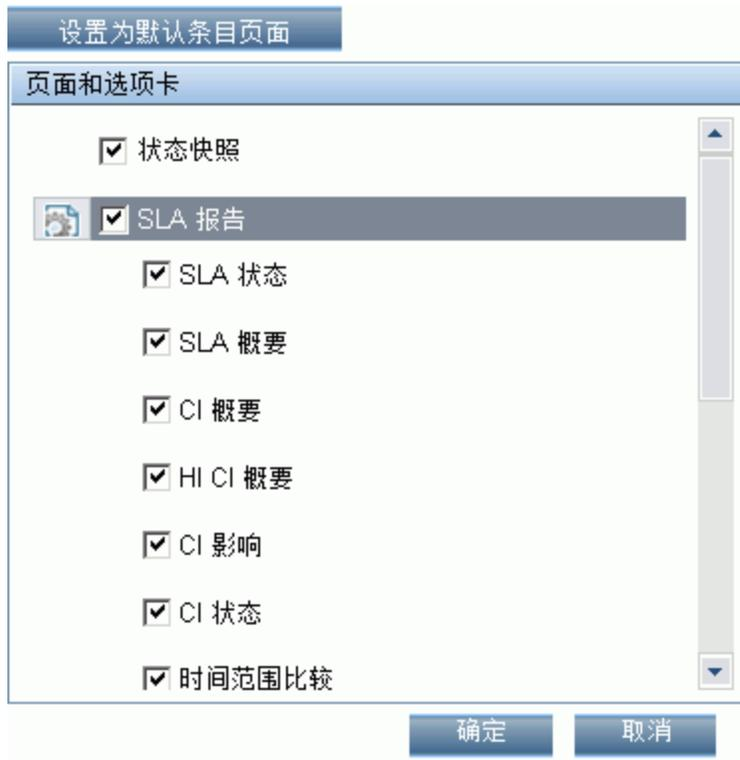 设置为默认条目页面
页面和选项卡
状态快照
SLA 报告
SLA 状态
SLA 概要
CI 概要
HI CI 概要
CI 影响
CI 状态
时间范围比较
确定 取消